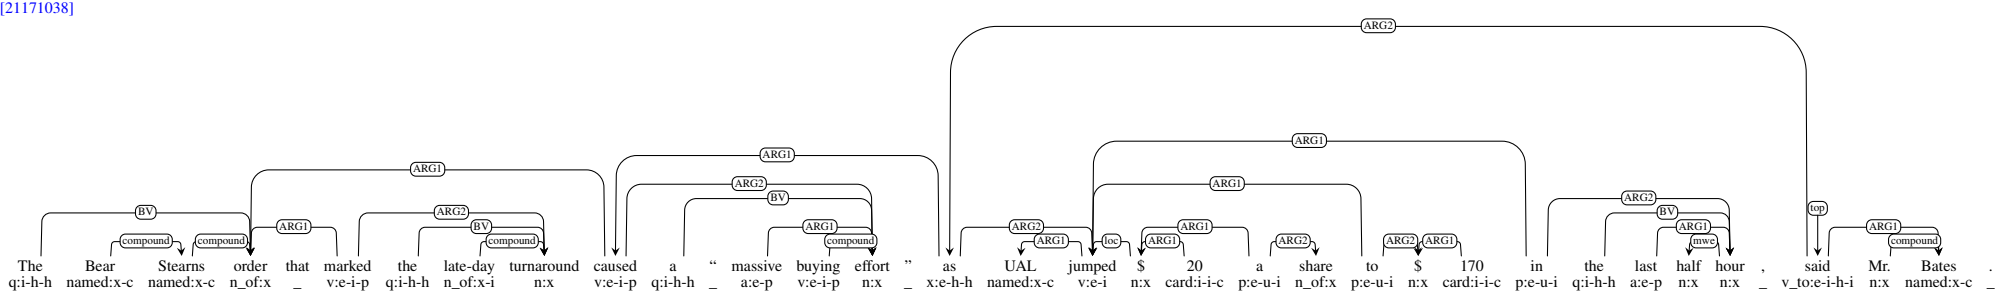 [21171038]
ARG2
ARG1
ARG1
ARG1 ARG2 ARG1
BV ARG2 BV ARG2 BV
ARG1 BV ARG1 ARG2 ARG1 ARG1 top ARG1
compound compound compound compound ARG1 loc ARG1 ARG2 ARG2 ARG1 mwe compound
The Bear Stearns order that marked the late-day turnaround caused a “ massive buying effort ” as UAL jumped $ 20 a share to $ 170 in the last half hour , said Mr. Bates .
q:i-h-h named:x-c named:x-c n_of:x _ v:e-i-p q:i-h-h n_of:x-i n:x v:e-i-p q:i-h-h _ a:e-p v:e-i-p n:x _ x:e-h-h named:x-c v:e-i n:x card:i-i-c p:e-u-i n_of:x p:e-u-i n:x card:i-i-c p:e-u-i q:i-h-h a:e-p n:x n:x _ v_to:e-i-h-i n:x named:x-c _